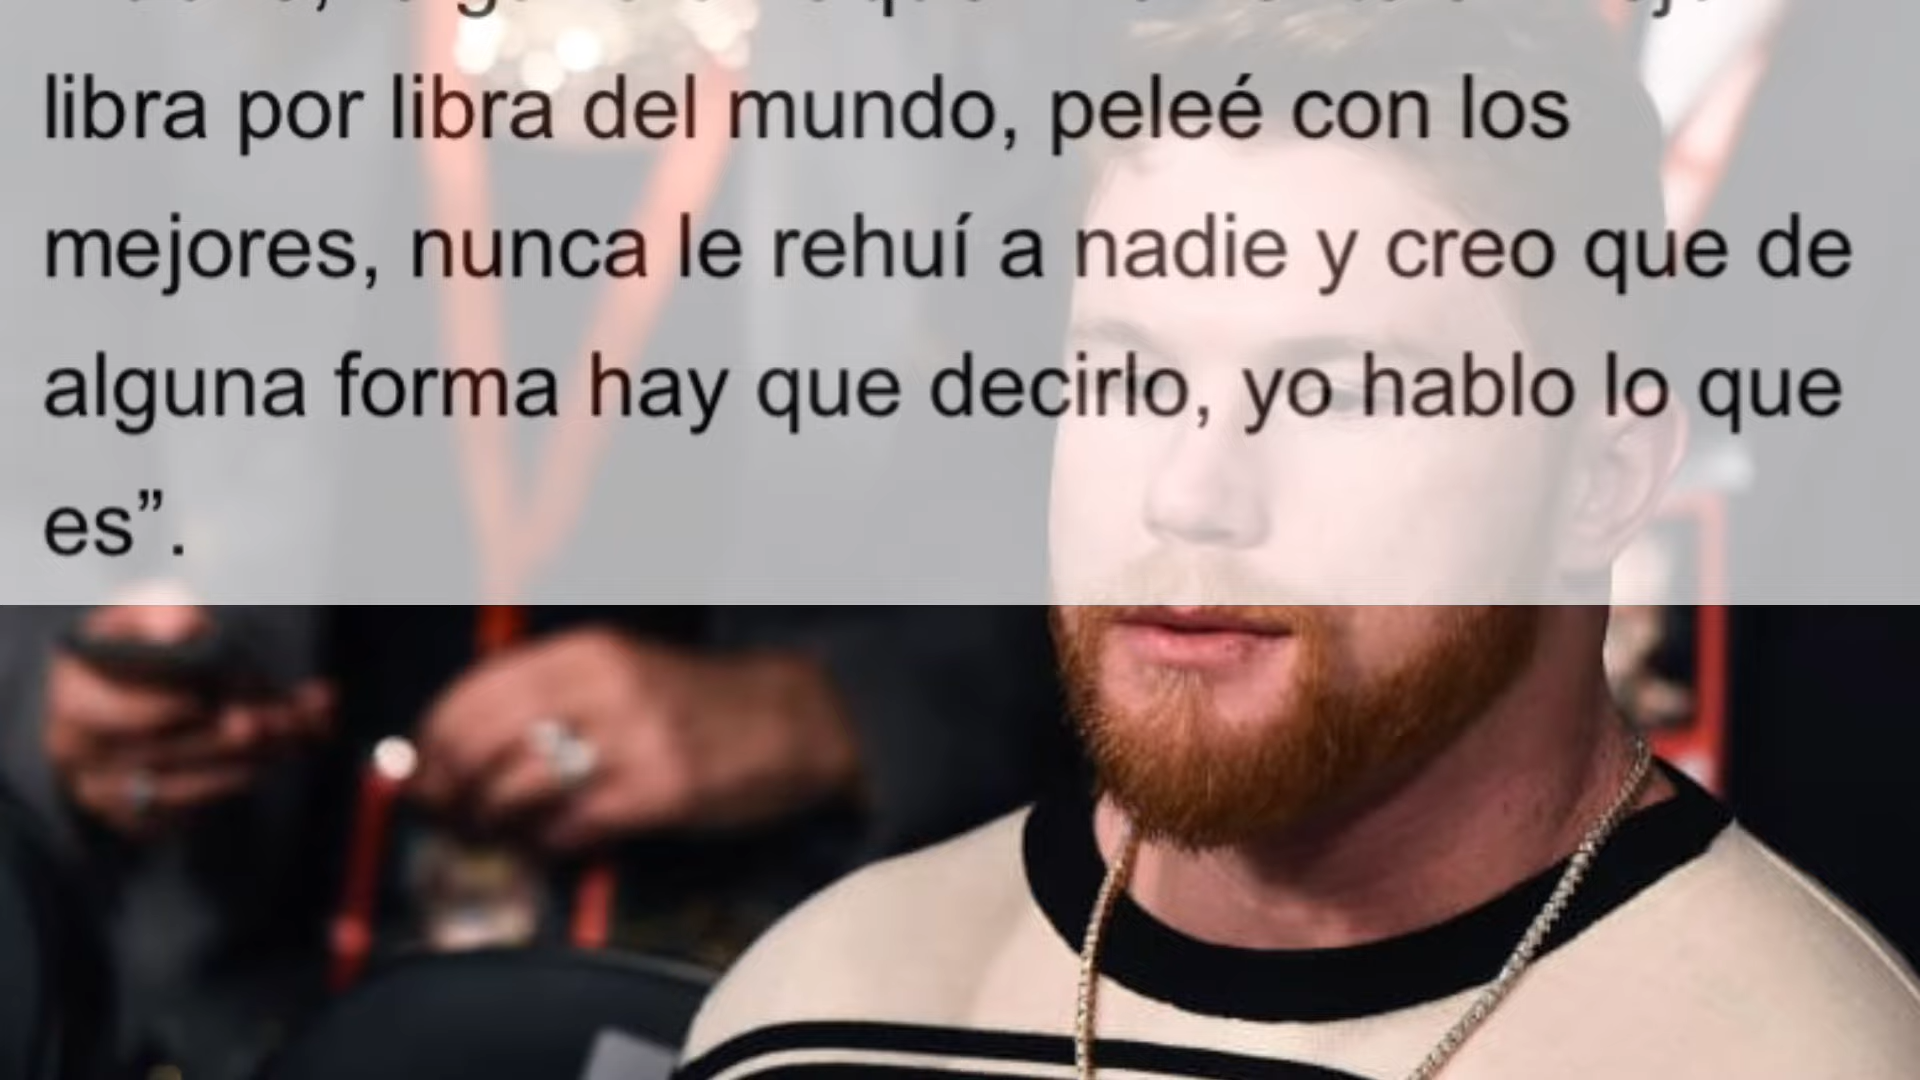 libra por libra del mundo, peleé con los
mejores, nunca le rehuí a nadie y creo que de
alguna forma hay que decirlo, yo hablo lo que
es”.